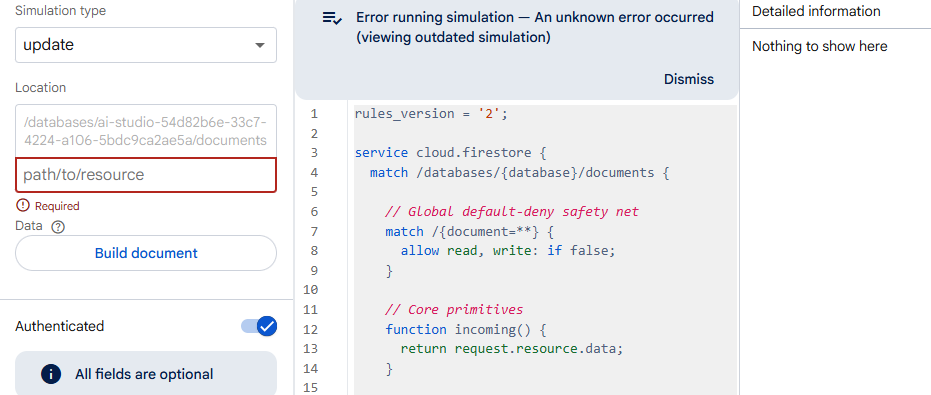 Simulation type
update
Location
/databases/ai-studio-54d82b6e-33c7-
4224-a106-5bdc9ca2ae5a/documents
path/to/resource
Required
Data
Build document
Authenticated
All fields are optional
Error running simulation — An unknown error occurred
(viewing outdated simulation)
Dismiss
1 rules_version = '2';
2
3 service cloud.firestore {
4   match /databases/{database}/documents {
5
6     // Global default-deny safety net
7     match /{document=**} {
8       allow read, write: if false;
9     }
10
11     // Core primitives
12     function incoming() {
13       return request.resource.data;
14     }
15
Detailed information
Nothing to show here